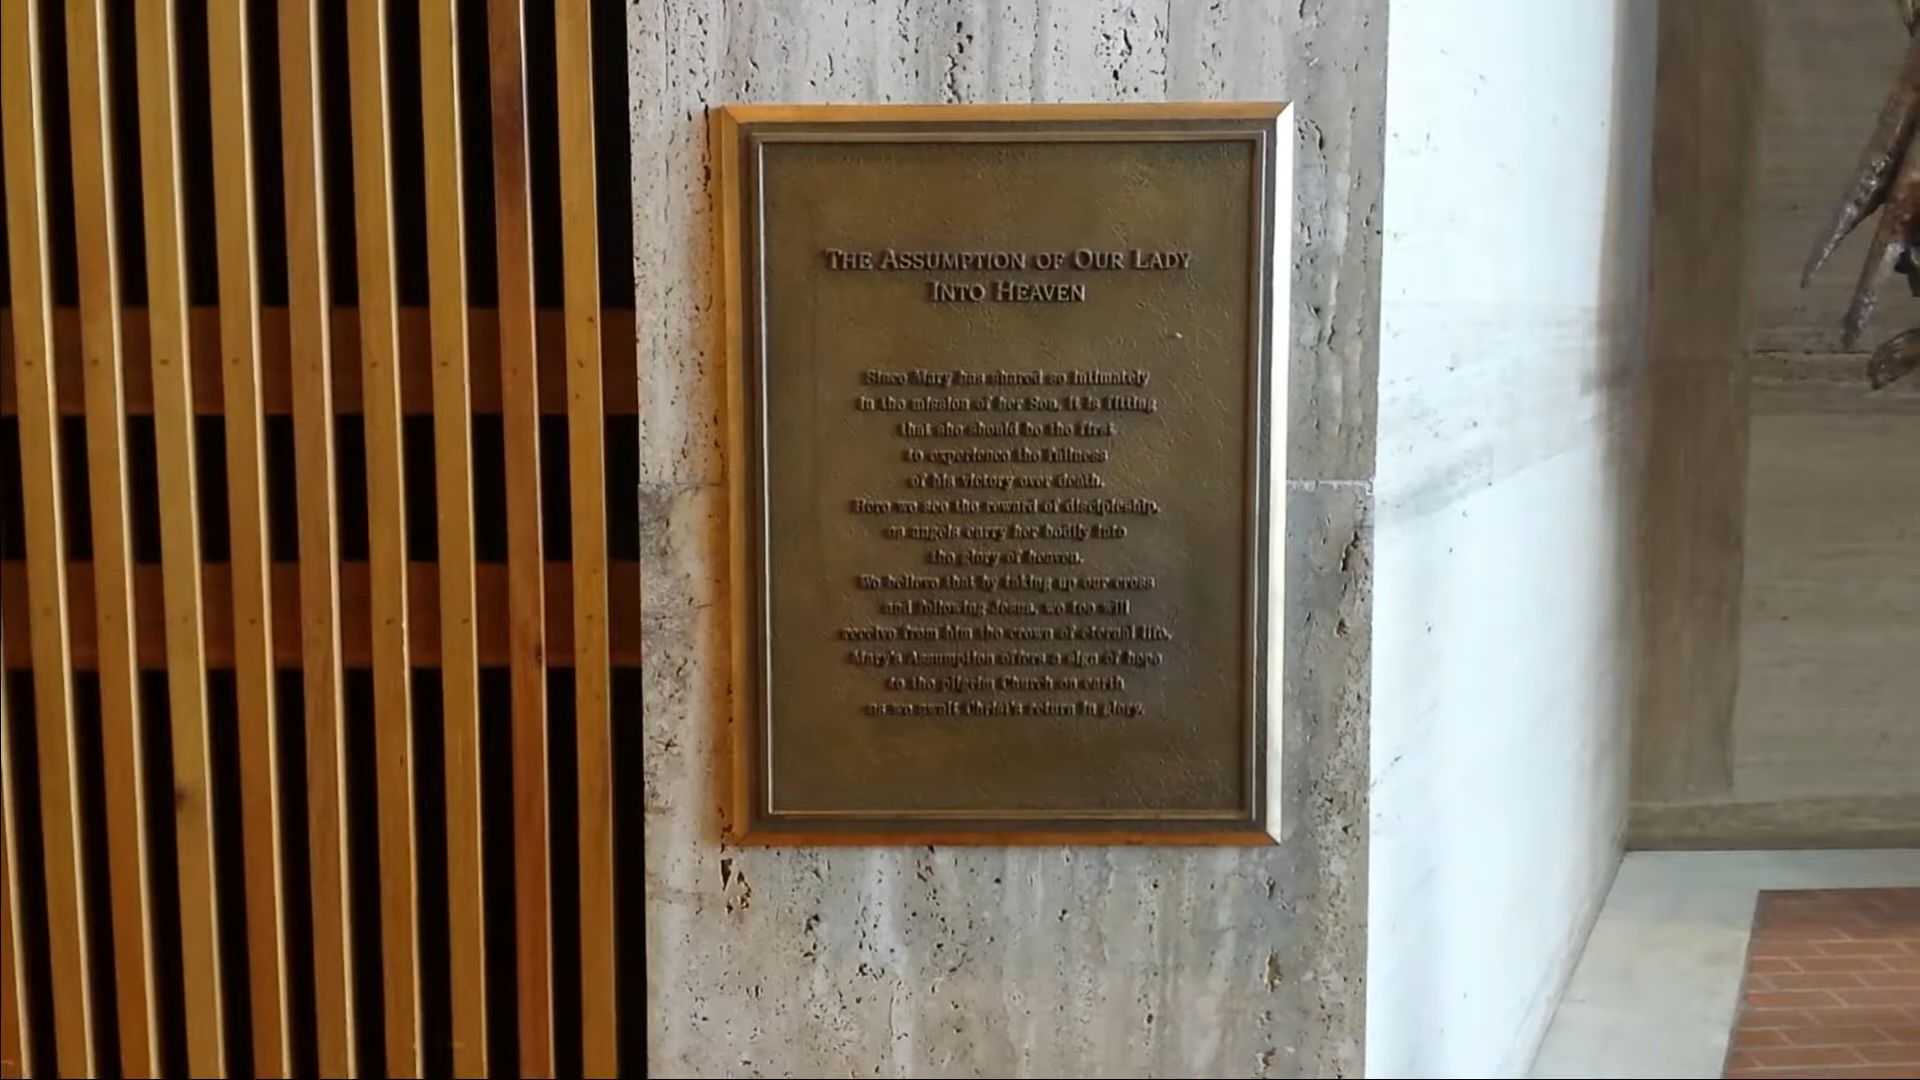 THE ASSUMPTION OF OUR LADY
INTO HEAVEN
Since Mary has shared so intimately
in the mission of her Son, it is fitting
that she should be the first
to experience the fullness
of his victory over death.
Here we see the reward of discipleship,
as angels carry her bodily into
the glory of heaven.
We believe that by taking up our cross
and following Jesus, we too will
receive from him the crown of eternal life.
Mary's Assumption offers a sign of hope
to the pilgrim Church on earth
as we await Christ's return in glory.